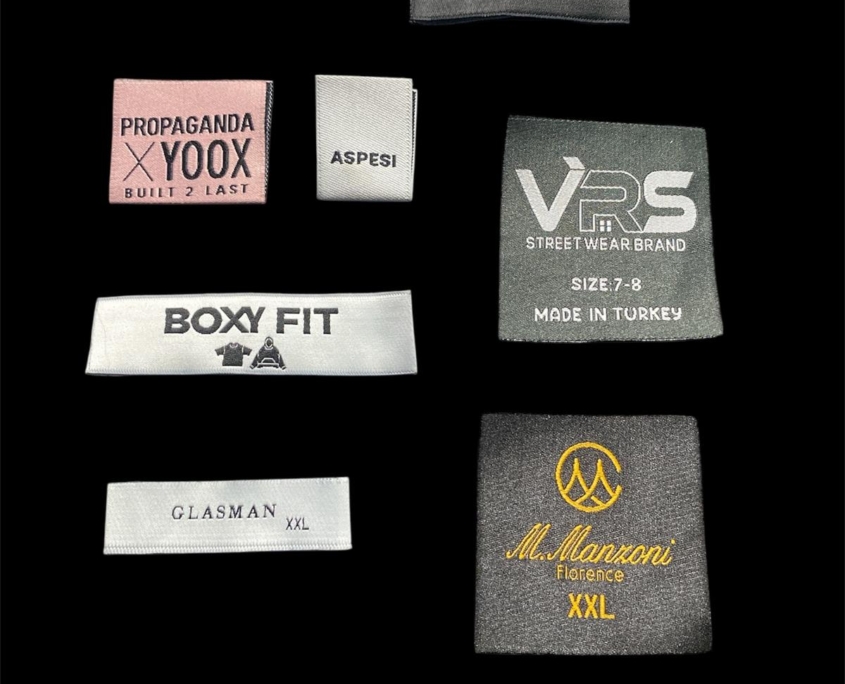 PROPAGANDA
X YOOX
BUILT 2 LAST
ASPESI
VRS
STREET WEAR BRAND
SIZE:7-8
MADE IN TURKEY
BOXY FIT
GLASMAN XXL
M.Manzoni
Florence
XXL